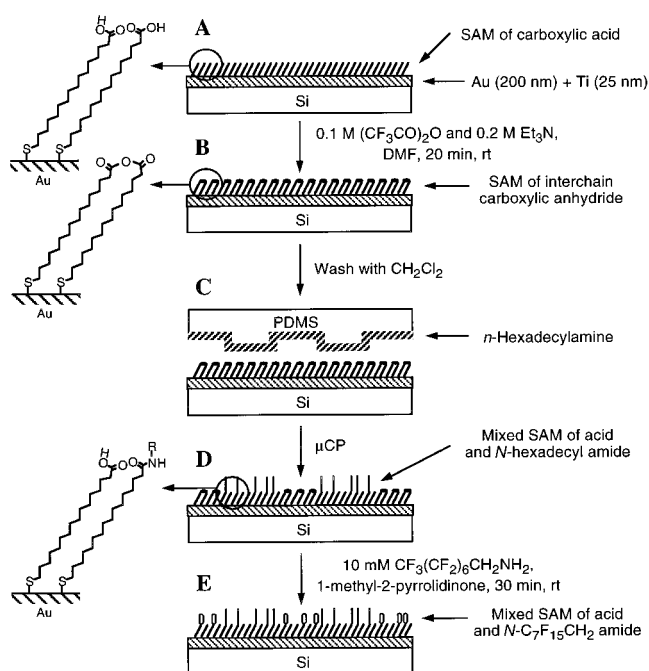 H
O
O
OH
O
S
S
Au
A
SAM of carboxylic acid
Au (200 nm) + Ti (25 nm)
Si
0.1 M (CF3CO)2O and 0.2 M Et3N,
DMF, 20 min, rt
O
O
O
S
S
Au
B
SAM of interchain
carboxylic anhydride
Si
Wash with CH2Cl2
C
PDMS
n-Hexadecylamine
Si
μCP
R
H
O
O
O
NH
S
S
Au
D
Mixed SAM of acid
and N-hexadecyl amide
Si
10 mM CF3(CF2)6CH2NH2,
1-methyl-2-pyrrolidinone, 30 min, rt
E
Mixed SAM of acid
and N-C7F15CH2 amide
Si